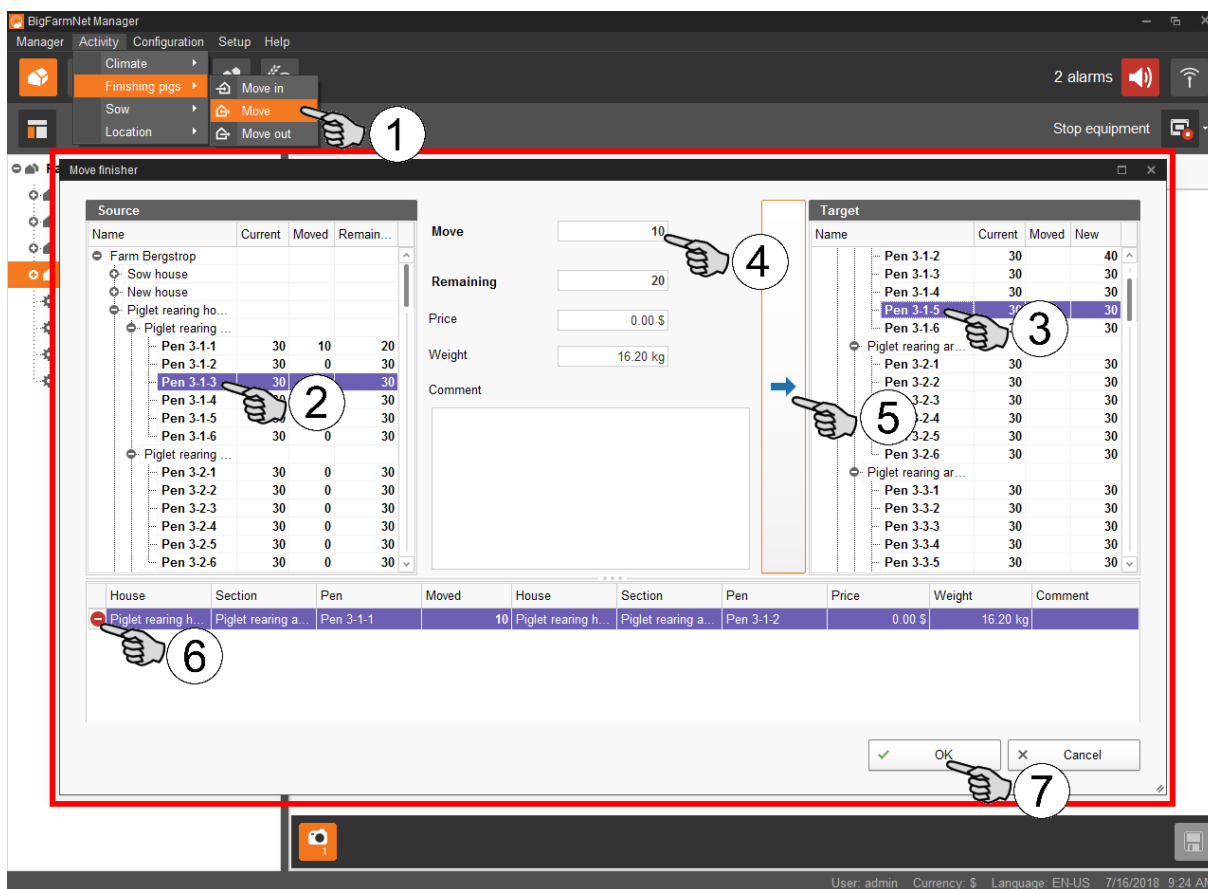 BigFarmNet Manager
Manager Activity Configuration Setup Help
Climate
Finishing pigs
Sow
Location
Move in
Move
Move out
1
2 alarms
Stop equipment
Move finisher
Source
Name Current Moved Remain...
Farm Bergstrop
Sow house
New house
Piglet rearing ho...
Piglet rearing ...
Pen 3-1-1 30 10 20
Pen 3-1-2 30 0 30
Pen 3-1-3 30 30
Pen 3-1-4 30
Pen 3-1-5 30
Pen 3-1-6 30 0 30
Piglet rearing ...
Pen 3-2-1 30 0 30
Pen 3-2-2 30 0 30
Pen 3-2-3 30 0 30
Pen 3-2-4 30 0 30
Pen 3-2-5 30 0 30
Pen 3-2-6 30 0 30
2
Move 10
Remaining 20
Price 0.00 $
Weight 16.20 kg
Comment
4
5
Target
Name Current Moved New
Pen 3-1-2 30 40
Pen 3-1-3 30 30
Pen 3-1-4 30 30
Pen 3-1-5 30 30
Pen 3-1-6 30
Piglet rearing ar...
Pen 3-2-1 30 30
Pen 3-2-2 30 30
3-2-3 30 30
3-2-4 30 30
3-2-5 30 30
Pen 3-2-6 30 30
Piglet rearing ar...
Pen 3-3-1 30 30
Pen 3-3-2 30 30
Pen 3-3-3 30 30
Pen 3-3-4 30 30
Pen 3-3-5 30 30
3
House Section Pen Moved House Section Pen Price Weight Comment
Piglet rearing h... Piglet rearing a... Pen 3-1-1 10 Piglet rearing h... Piglet rearing a... Pen 3-1-2 0.00 $ 16.20 kg
6
OK Cancel
7
1
User: admin Currency: $ Language: EN-US 7/16/2018 9:24 AM